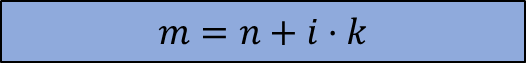 m = n + i · k